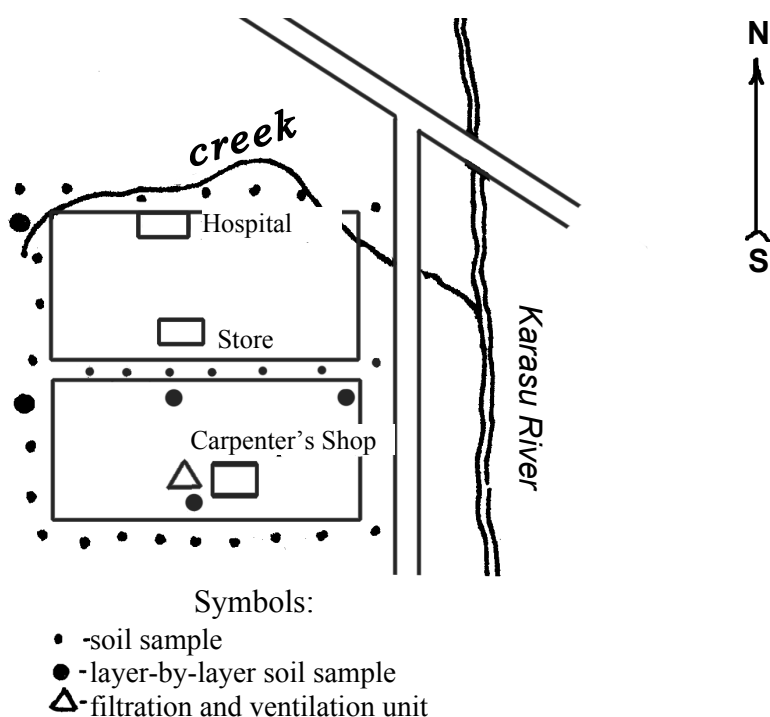 N
creek
Hospital
S
Store
Karasu River
Carpenter's Shop
Symbols:
-soil sample
-layer-by-layer soil sample
-filtration and ventilation unit